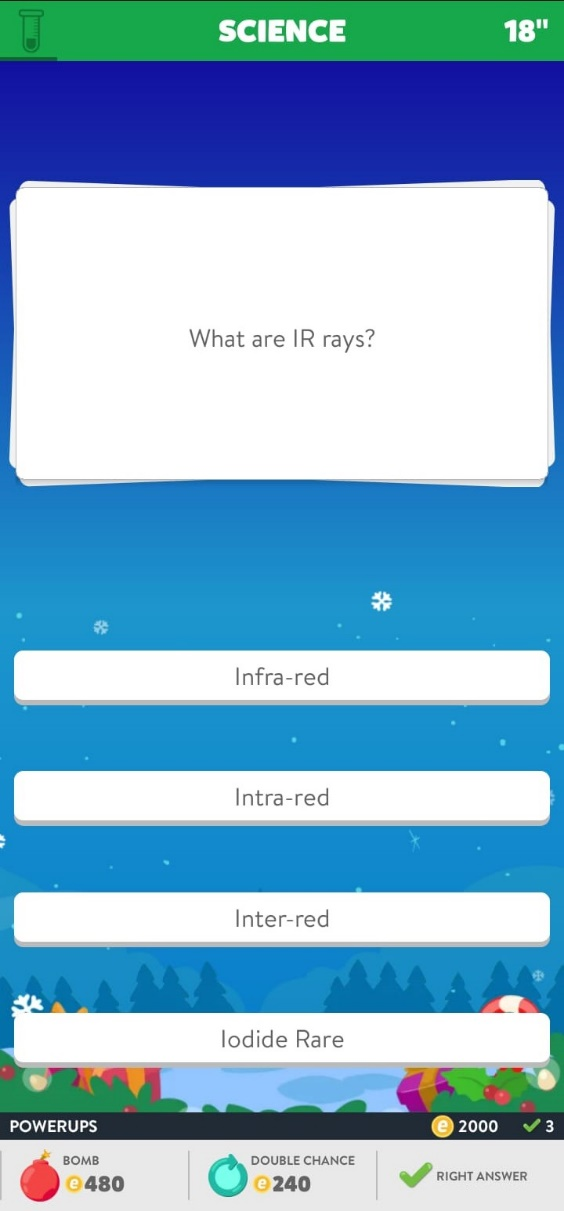 SCIENCE 18"
What are IR rays?
Infra-red
Intra-red
Inter-red
Iodide Rare
POWERUPS e 2000 3
BOMB
e 480
DOUBLE CHANCE
e 240
RIGHT ANSWER